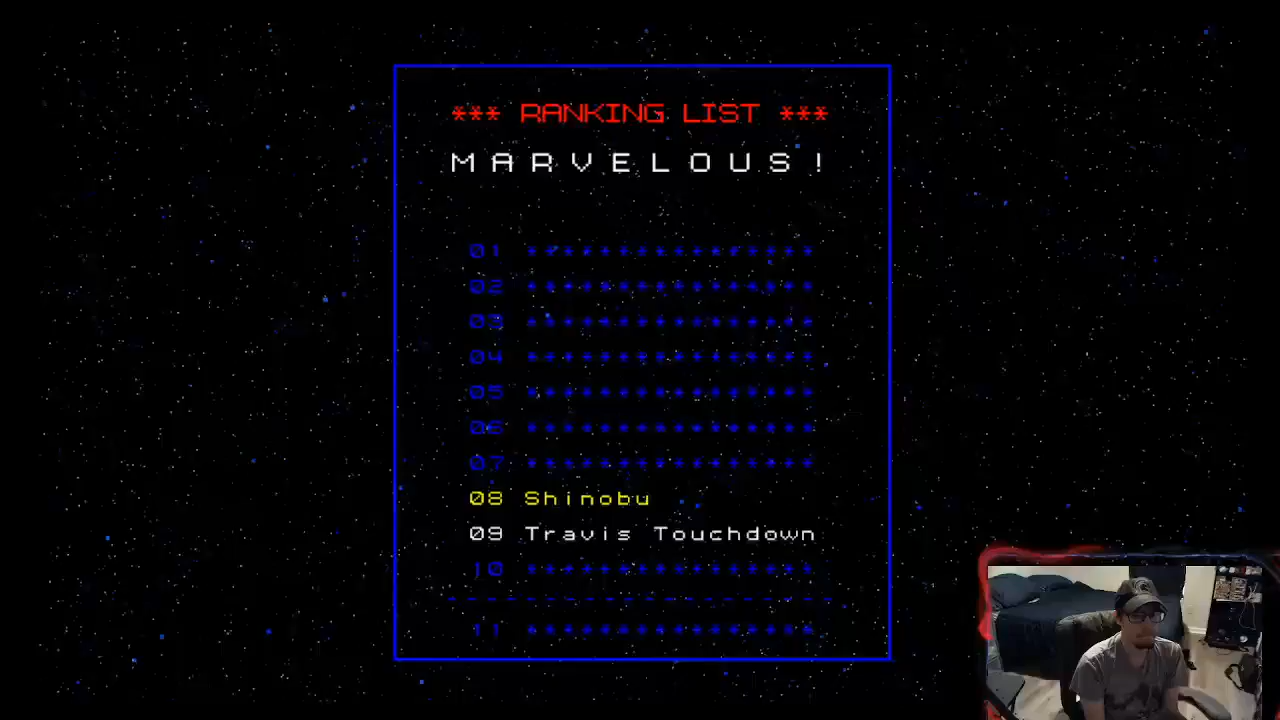 *** RANKING LIST ***
MARVELOUS!
01 ****************
02 ****************
03 ****************
04 ****************
05 ****************
06 ****************
07 ****************
08 Shinobu
09 Travis Touchdown
10 ****************
---------------------
11 ****************